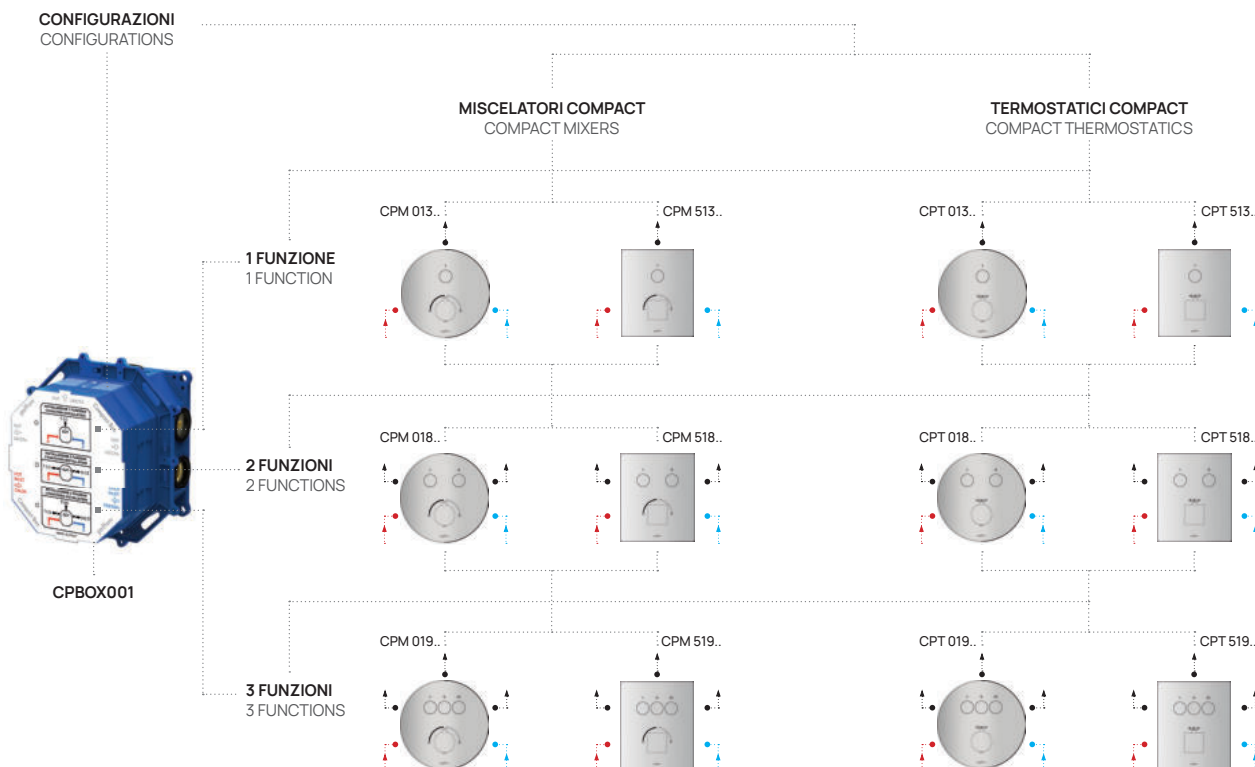 CONFIGURAZIONI
CONFIGURATIONS
MISCELATORI COMPACT
COMPACT MIXERS
TERMOSTATICI COMPACT
COMPACT THERMOSTATICS
CPM 013..
CPM 513..
CPT 013..
CPT 513..
1 FUNZIONE
1 FUNCTION
CPM 018..
CPM 518..
CPT 018..
CPT 518..
2 FUNZIONI
2 FUNCTIONS
CPBOX001
CPM 019..
CPM 519..
CPT 019..
CPT 519..
3 FUNZIONI
3 FUNCTIONS